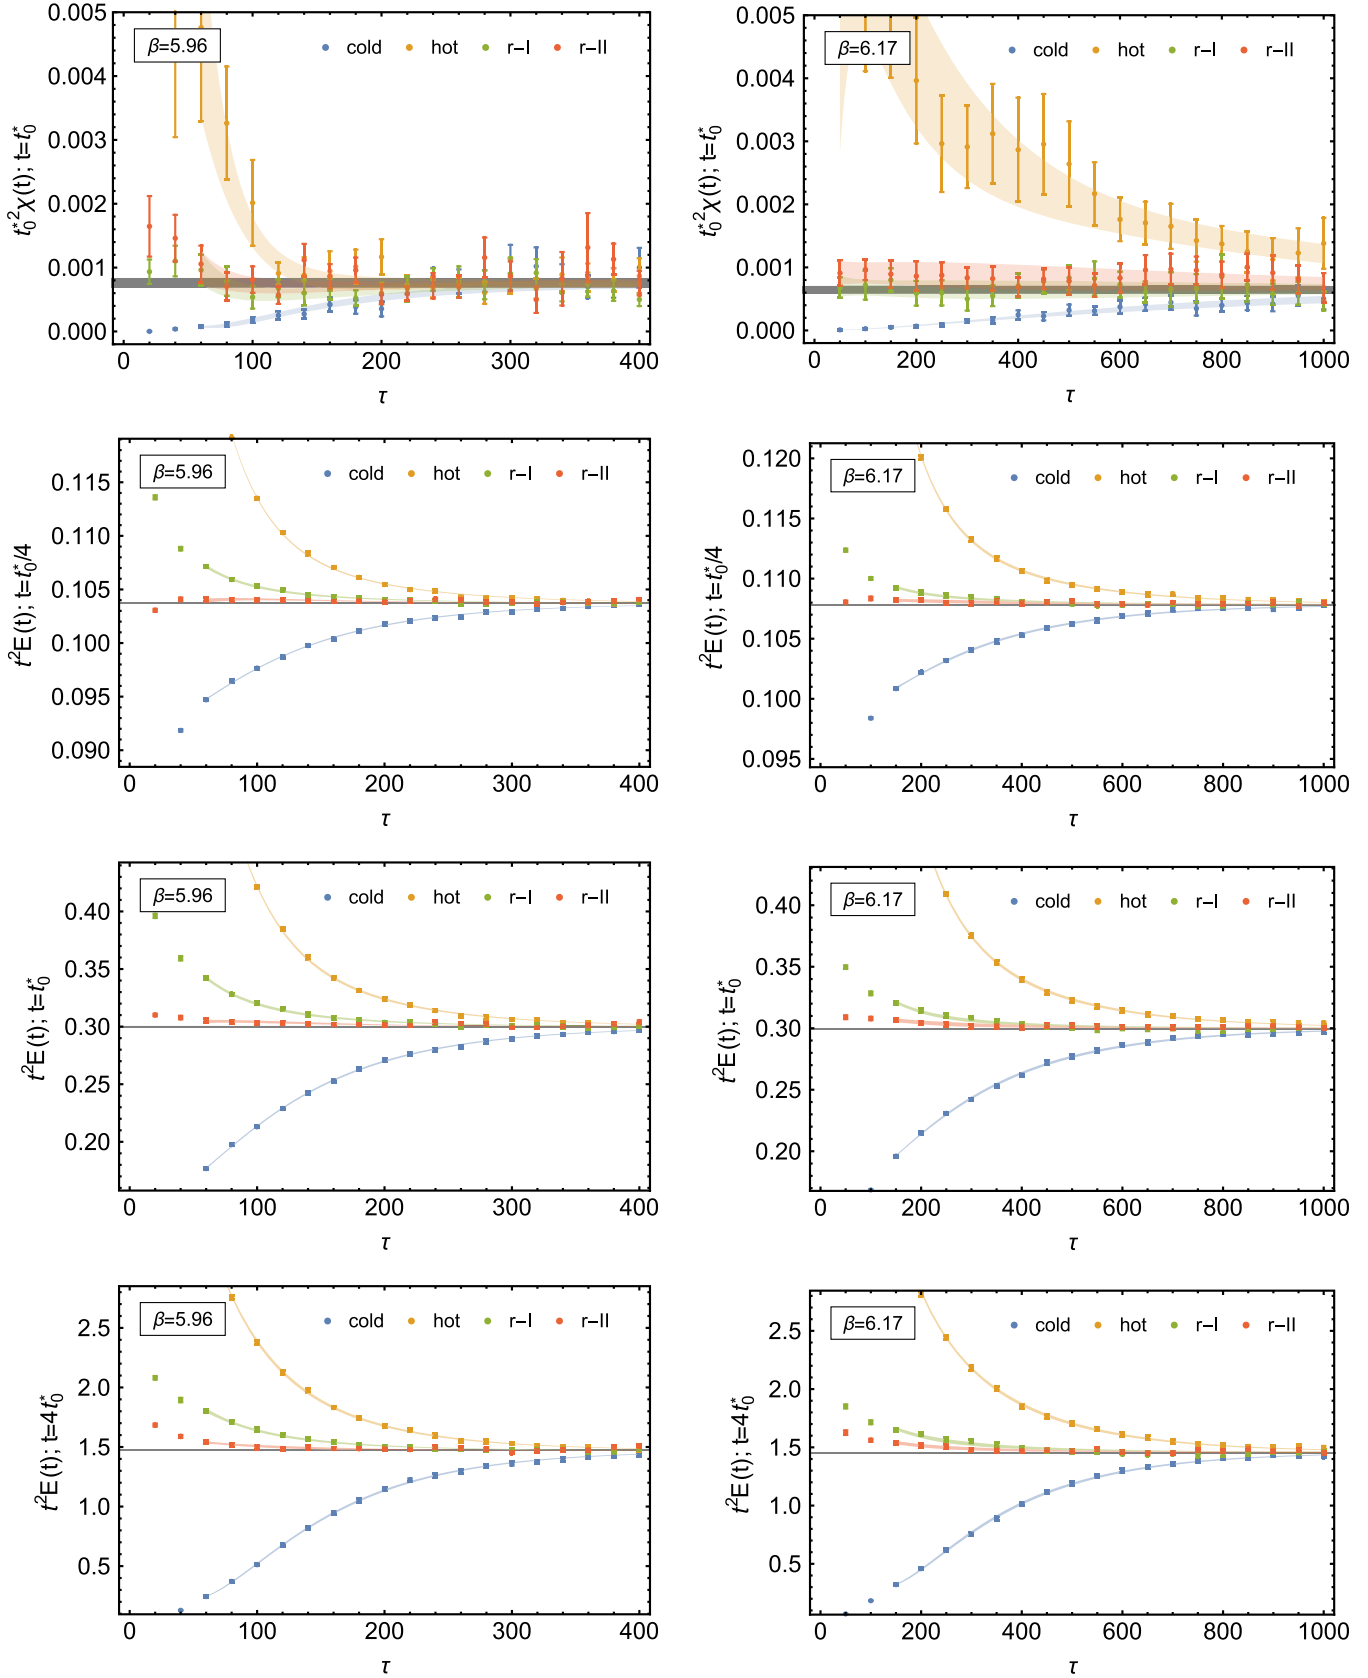 β=5.96
cold hot r-I r-II
0.005
0.004
0.003
0.002
0.001
0.000
t₀*²χ(t); t=t₀*
0 100 200 300 400
τ
β=6.17
cold hot r-I r-II
0.005
0.004
0.003
0.002
0.001
0.000
t₀*²χ(t); t=t₀*
0 200 400 600 800 1000
τ
β=5.96
cold hot r-I r-II
0.115
0.110
0.105
0.100
0.095
0.090
t²E(t); t=t₀*/4
0 100 200 300 400
τ
β=6.17
cold hot r-I r-II
0.120
0.115
0.110
0.105
0.100
0.095
t²E(t); t=t₀*/4
0 200 400 600 800 1000
τ
β=5.96
cold hot r-I r-II
0.40
0.35
0.30
0.25
0.20
t²E(t); t=t₀*
0 100 200 300 400
τ
β=6.17
cold hot r-I r-II
0.40
0.35
0.30
0.25
0.20
t²E(t); t=t₀*
0 200 400 600 800 1000
τ
β=5.96
cold hot r-I r-II
2.5
2.0
1.5
1.0
0.5
t²E(t); t=4t₀*
0 100 200 300 400
τ
β=6.17
cold hot r-I r-II
2.5
2.0
1.5
1.0
0.5
t²E(t); t=4t₀*
0 200 400 600 800 1000
τ